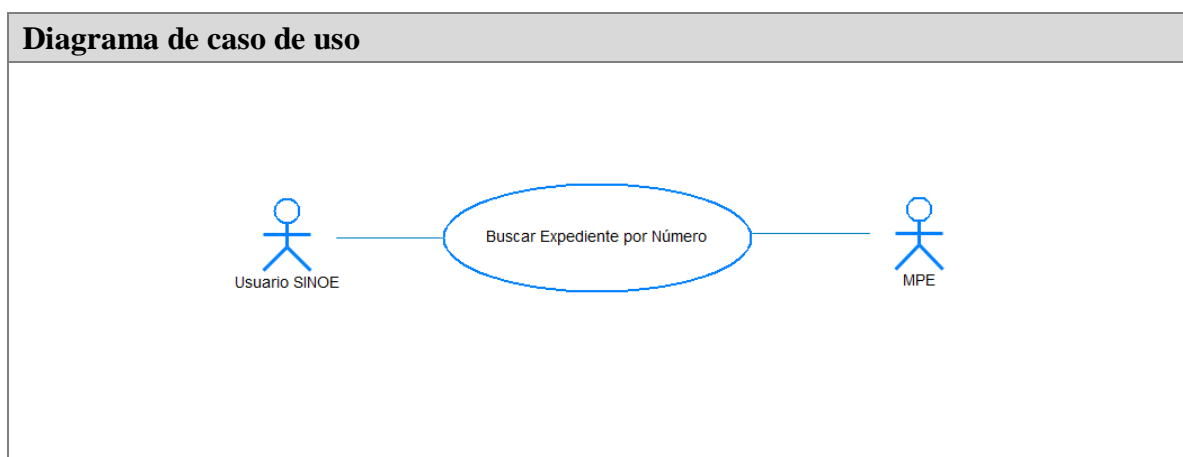 Diagrama de caso de uso
Buscar Expediente por Número
Usuario SINOE
MPE